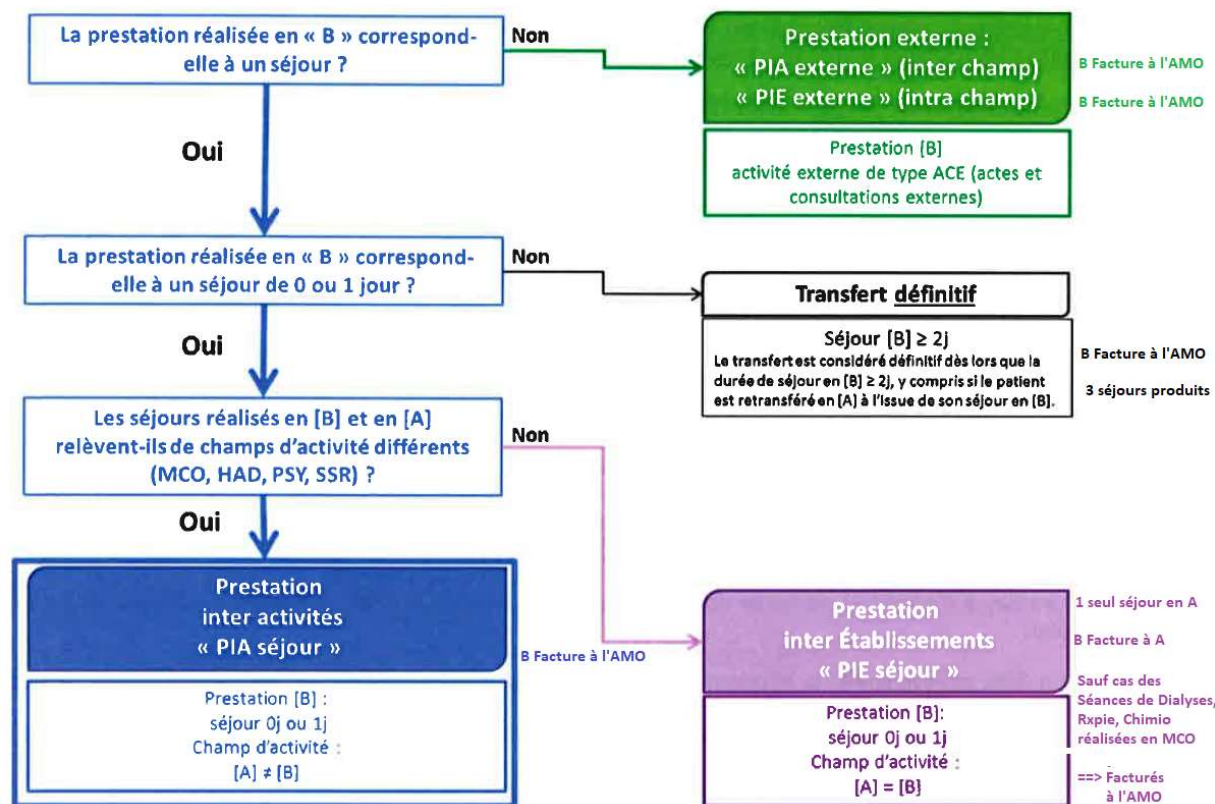 La prestation réalisée en « B » correspond-
elle à un séjour ?
Non
Prestation externe :
« PIA externe » (inter champ)
« PIE externe » (intra champ)
B Facture à l'AMO
B Facture à l'AMO
Prestation [B]
activité externe de type ACE (actes et
consultations externes)
Oui
La prestation réalisée en « B » correspond-
elle à un séjour de 0 ou 1 jour ?
Non
Transfert définitif
Séjour [B] ≥ 2j
Le transfert est considéré définitif dès lors que la
durée de séjour en [B] ≥ 2j, y compris si le patient
est retransféré en [A] à l'issue de son séjour en [B].
B Facture à l'AMO
3 séjours produits
Oui
Les séjours réalisés en [B] et en [A]
relèvent-ils de champs d'activité différents
(MCO, HAD, PSY, SSR) ?
Non
Oui
Prestation
inter activités
« PIA séjour »
B Facture à l'AMO
Prestation [B] :
séjour 0j ou 1j
Champ d'activité :
[A] ≠ [B]
Prestation
inter Établissements
« PIE séjour »
1 seul séjour en A
B Facture à A
Sauf cas des
Séances de Dialyses,
Rxpie, Chimio
réalisées en MCO
==> Facturés
à l'AMO
Prestation [B]:
séjour 0j ou 1j
Champ d'activité :
[A] = [B]